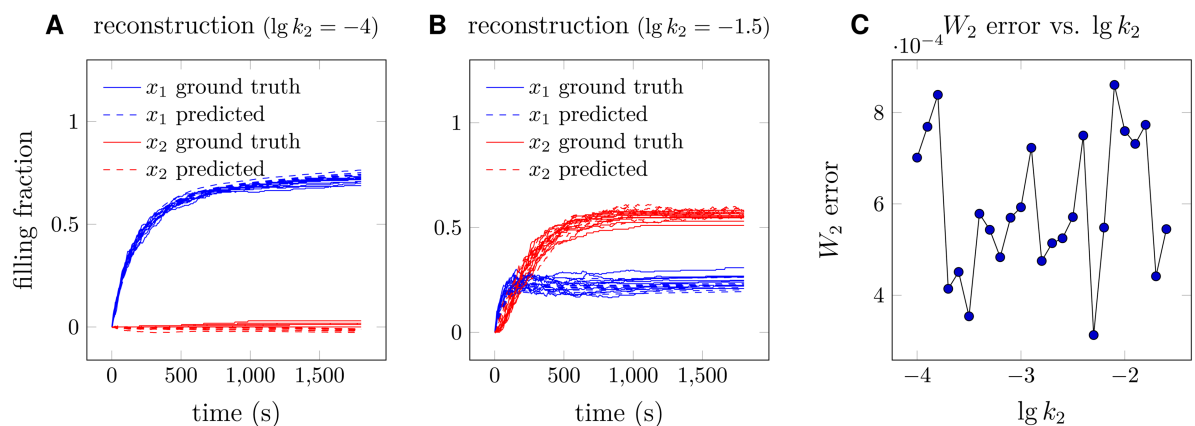 A reconstruction (lg k₂ = −4)
x₁ ground truth
x₁ predicted
x₂ ground truth
x₂ predicted
1
0.5
0
filling fraction
0 500 1,000 1,500
time (s)
B reconstruction (lg k₂ = −1.5)
x₁ ground truth
x₁ predicted
x₂ ground truth
x₂ predicted
1
0.5
0
0 500 1,000 1,500
time (s)
C W₂ error vs. lg k₂
·10⁻⁴
8
6
4
W₂ error
−4 −3 −2
lg k₂